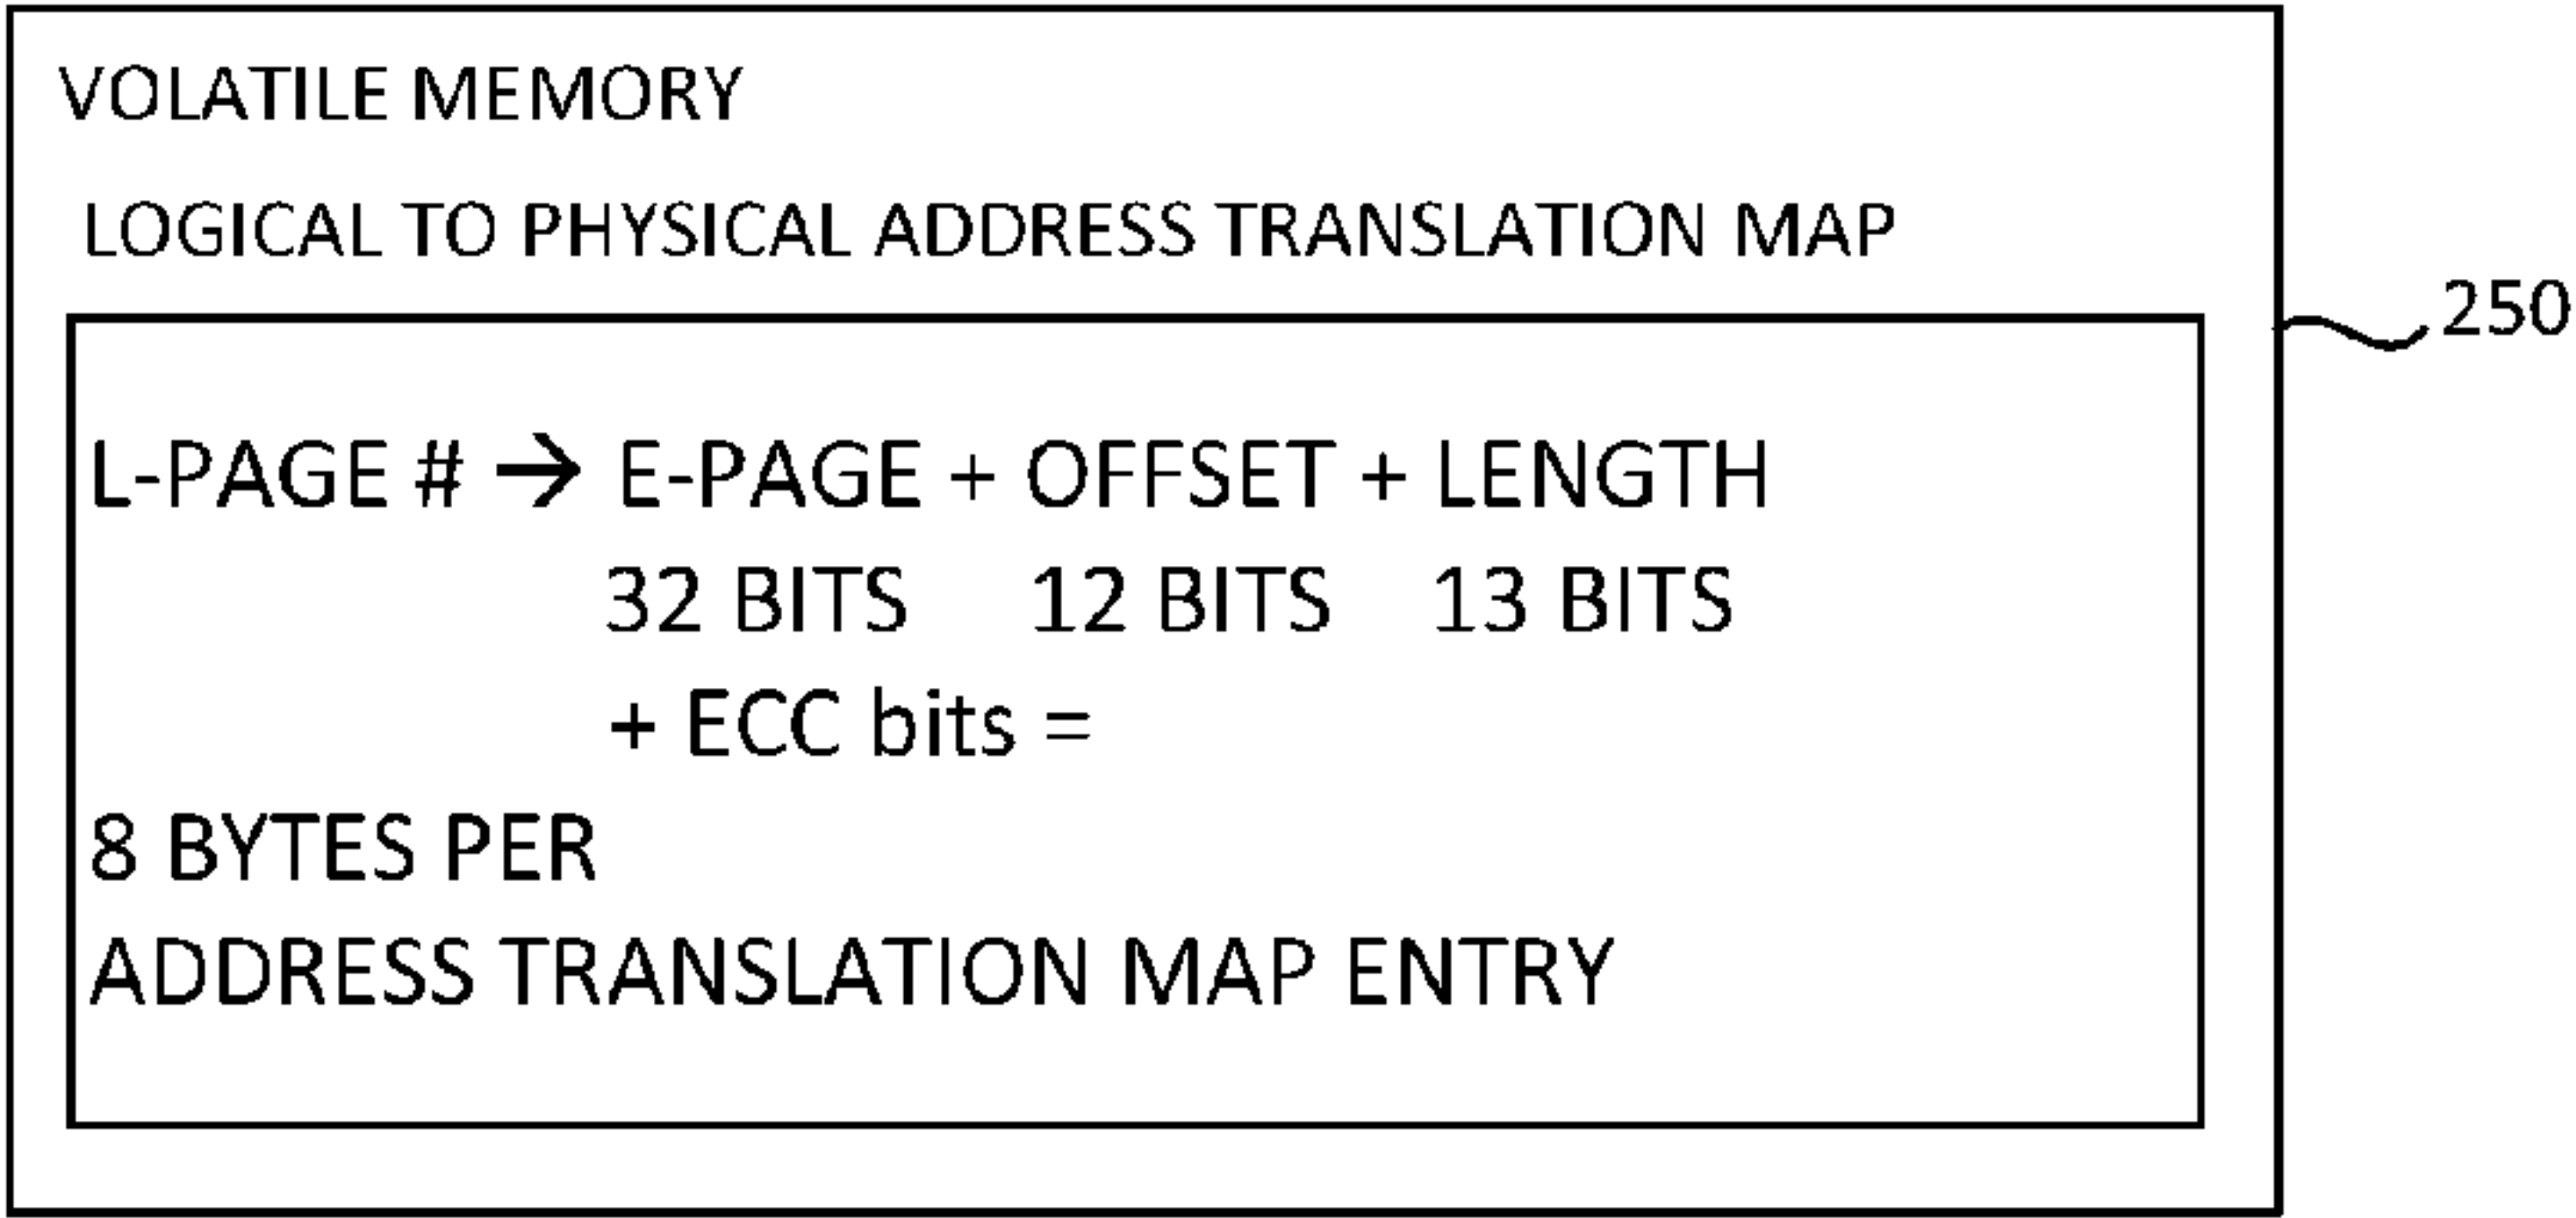 VOLATILE MEMORY
LOGICAL TO PHYSICAL ADDRESS TRANSLATION MAP
250
L-PAGE # → E-PAGE + OFFSET + LENGTH
32 BITS 12 BITS 13 BITS
+ ECC bits =
8 BYTES PER
ADDRESS TRANSLATION MAP ENTRY